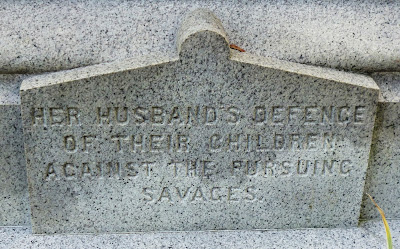 HER HUSBAND'S DEFENCE
OF THEIR CHILDREN
AGAINST THE PURSUING
SAVAGES.